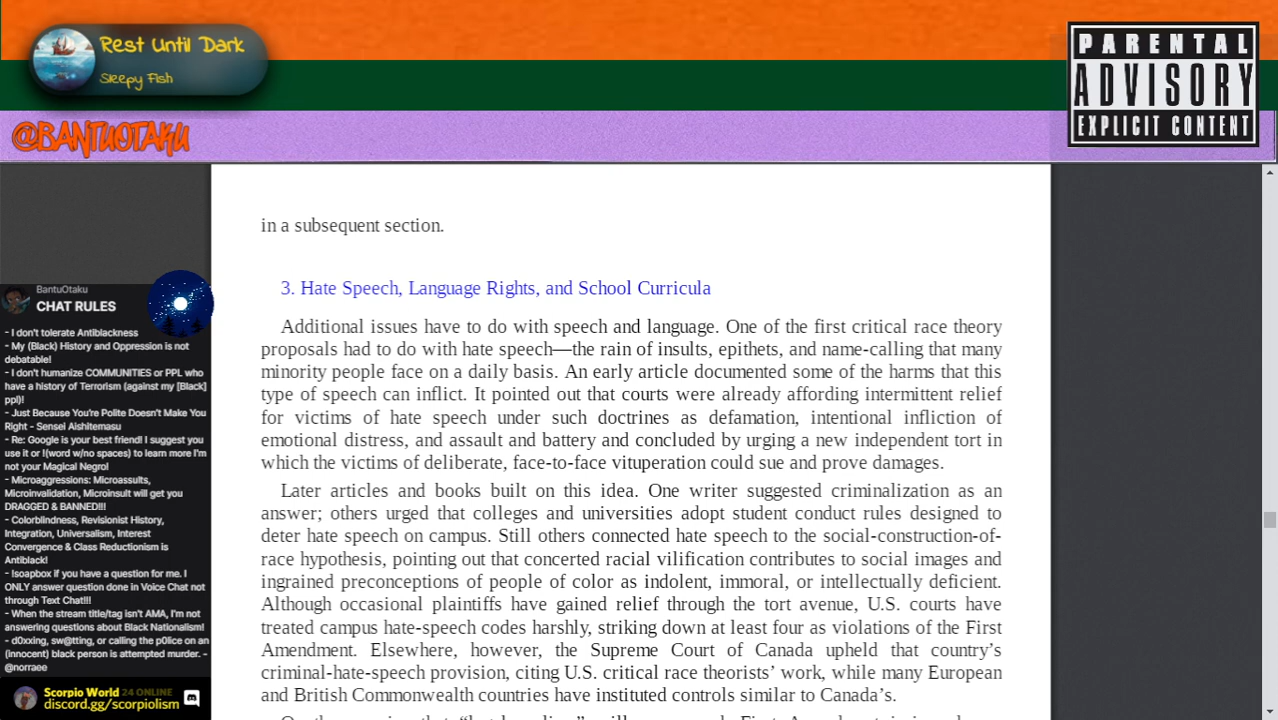 Rest Until Dark
Sleepy Fish
PARENTAL
ADVISORY
EXPLICIT CONTENT
@BANTUOTAKU
in a subsequent section.
3. Hate Speech, Language Rights, and School Curricula
Additional issues have to do with speech and language. One of the first critical race theory
proposals had to do with hate speech—the rain of insults, epithets, and name-calling that many
minority people face on a daily basis. An early article documented some of the harms that this
type of speech can inflict. It pointed out that courts were already affording intermittent relief
for victims of hate speech under such doctrines as defamation, intentional infliction of
emotional distress, and assault and battery and concluded by urging a new independent tort in
which the victims of deliberate, face-to-face vituperation could sue and prove damages.
Later articles and books built on this idea. One writer suggested criminalization as an
answer; others urged that colleges and universities adopt student conduct rules designed to
deter hate speech on campus. Still others connected hate speech to the social-construction-of-
race hypothesis, pointing out that concerted racial vilification contributes to social images and
ingrained preconceptions of people of color as indolent, immoral, or intellectually deficient.
Although occasional plaintiffs have gained relief through the tort avenue, U.S. courts have
treated campus hate-speech codes harshly, striking down at least four as violations of the First
Amendment. Elsewhere, however, the Supreme Court of Canada upheld that country's
criminal-hate-speech provision, citing U.S. critical race theorists' work, while many European
and British Commonwealth countries have instituted controls similar to Canada's.
BantuOtaku
CHAT RULES
- I don't tolerate Antiblackness
- My (Black) History and Oppression is not
debatable!
- I don't humanize COMMUNITIES or PPL who
have a history of Terrorism (against my [Black]
ppl)!
- Just Because You're Polite Doesn't Make You
Right - Sensei Aishitemasu
- Re: Google is your best friend! I suggest you
use it or !(word w/no spaces) to learn more I'm
not your Magical Negro!
- Microaggressions: Microassults,
Microinvalidation, Microinsult will get you
DRAGGED & BANNED!!!
- Colorblindness, Revisionist History,
Integration, Universalism, Interest
Convergence & Class Reductionism is
Antiblack!
- !soapbox if you have a question for me. I
ONLY answer question done in Voice Chat not
through Text Chat!!!
- When the stream title/tag isn't AMA, I'm not
answering questions about Black Nationalism!
- d0xxing, sw@tting, or calling the p0lice on an
(innocent) black person is attempted murder. -
@norraee
Scorpio World 24 ONLINE
discord.gg/scorpiolism